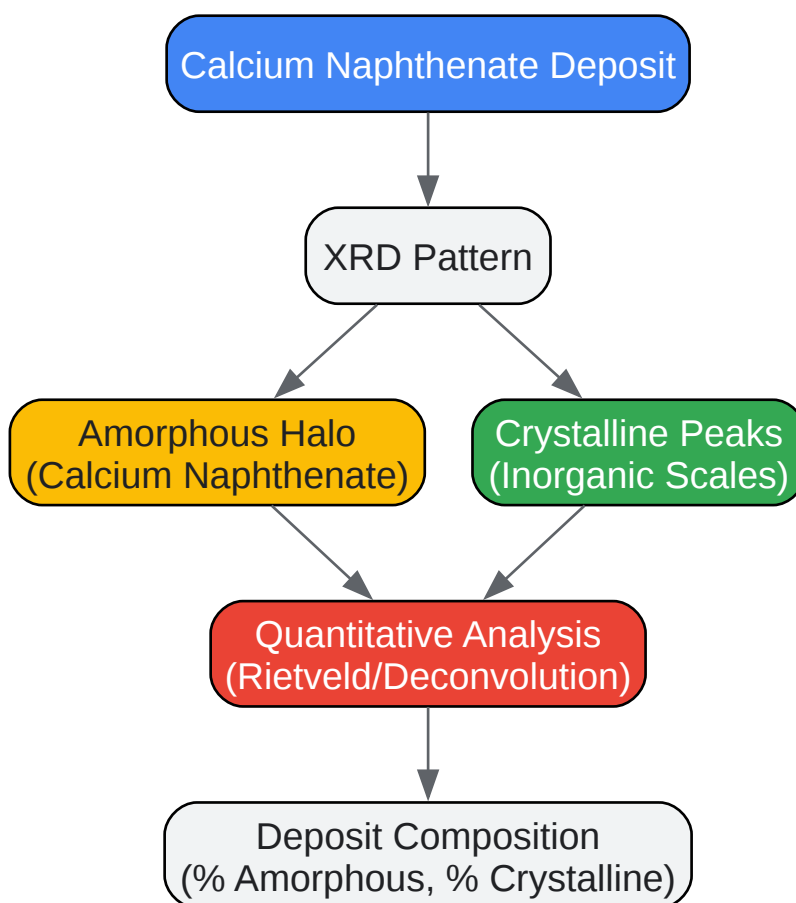 Calcium Naphthenate Deposit
XRD Pattern
Amorphous Halo
(Calcium Naphthenate)
Crystalline Peaks
(Inorganic Scales)
Quantitative Analysis
(Rietveld/Deconvolution)
Deposit Composition
(% Amorphous, % Crystalline)